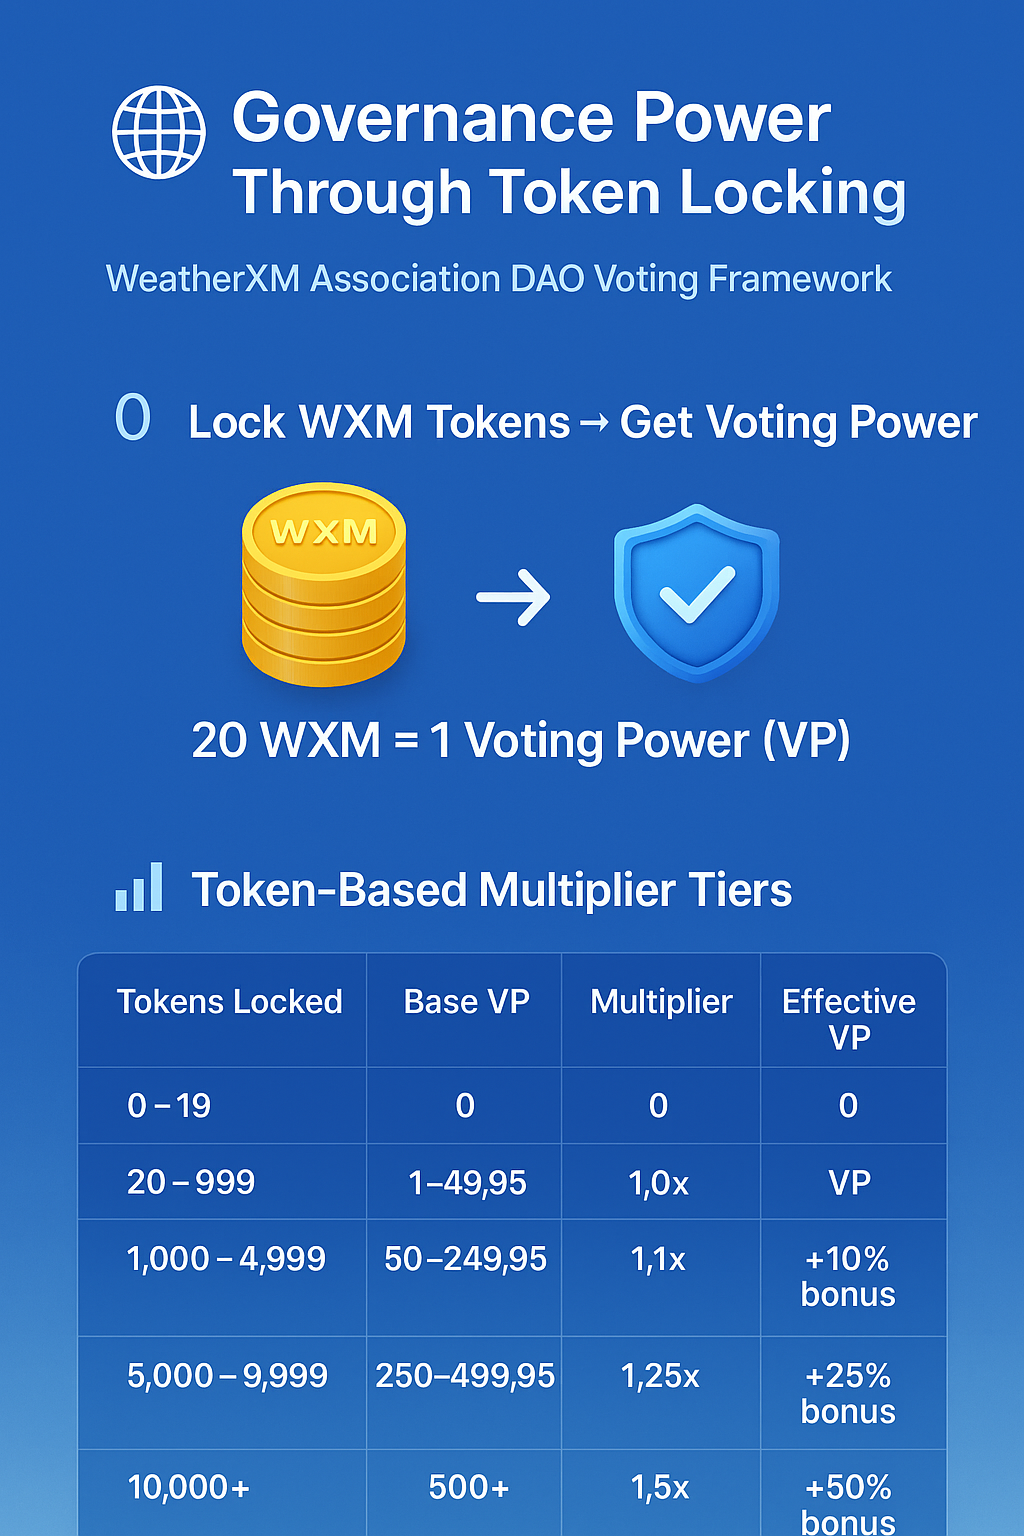 Governance Power
Through Token Locking
WeatherXM Association DAO Voting Framework
0 Lock WXM Tokens → Get Voting Power
WXM
20 WXM = 1 Voting Power (VP)
Token-Based Multiplier Tiers
Tokens Locked Base VP Multiplier Effective VP
0 – 19 0 0 0
20 – 999 1–49,95 1,0x VP
1,000 – 4,999 50–249,95 1,1x +10% bonus
5,000 – 9,999 250–499,95 1,25x +25% bonus
10,000+ 500+ 1,5x +50% bonus